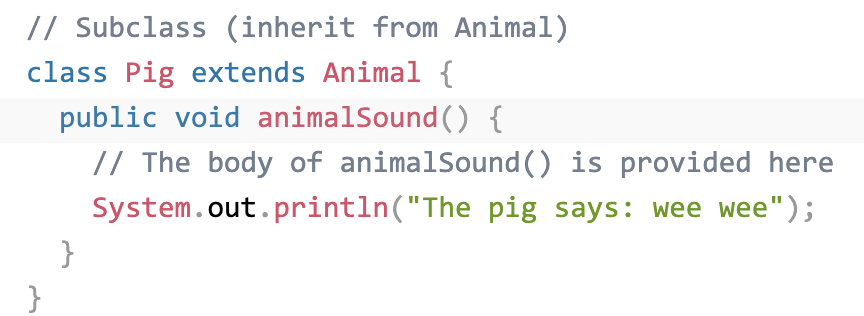 // Subclass (inherit from Animal)
class Pig extends Animal {
  public void animalSound() {
    // The body of animalSound() is provided here
    System.out.println("The pig says: wee wee");
  }
}